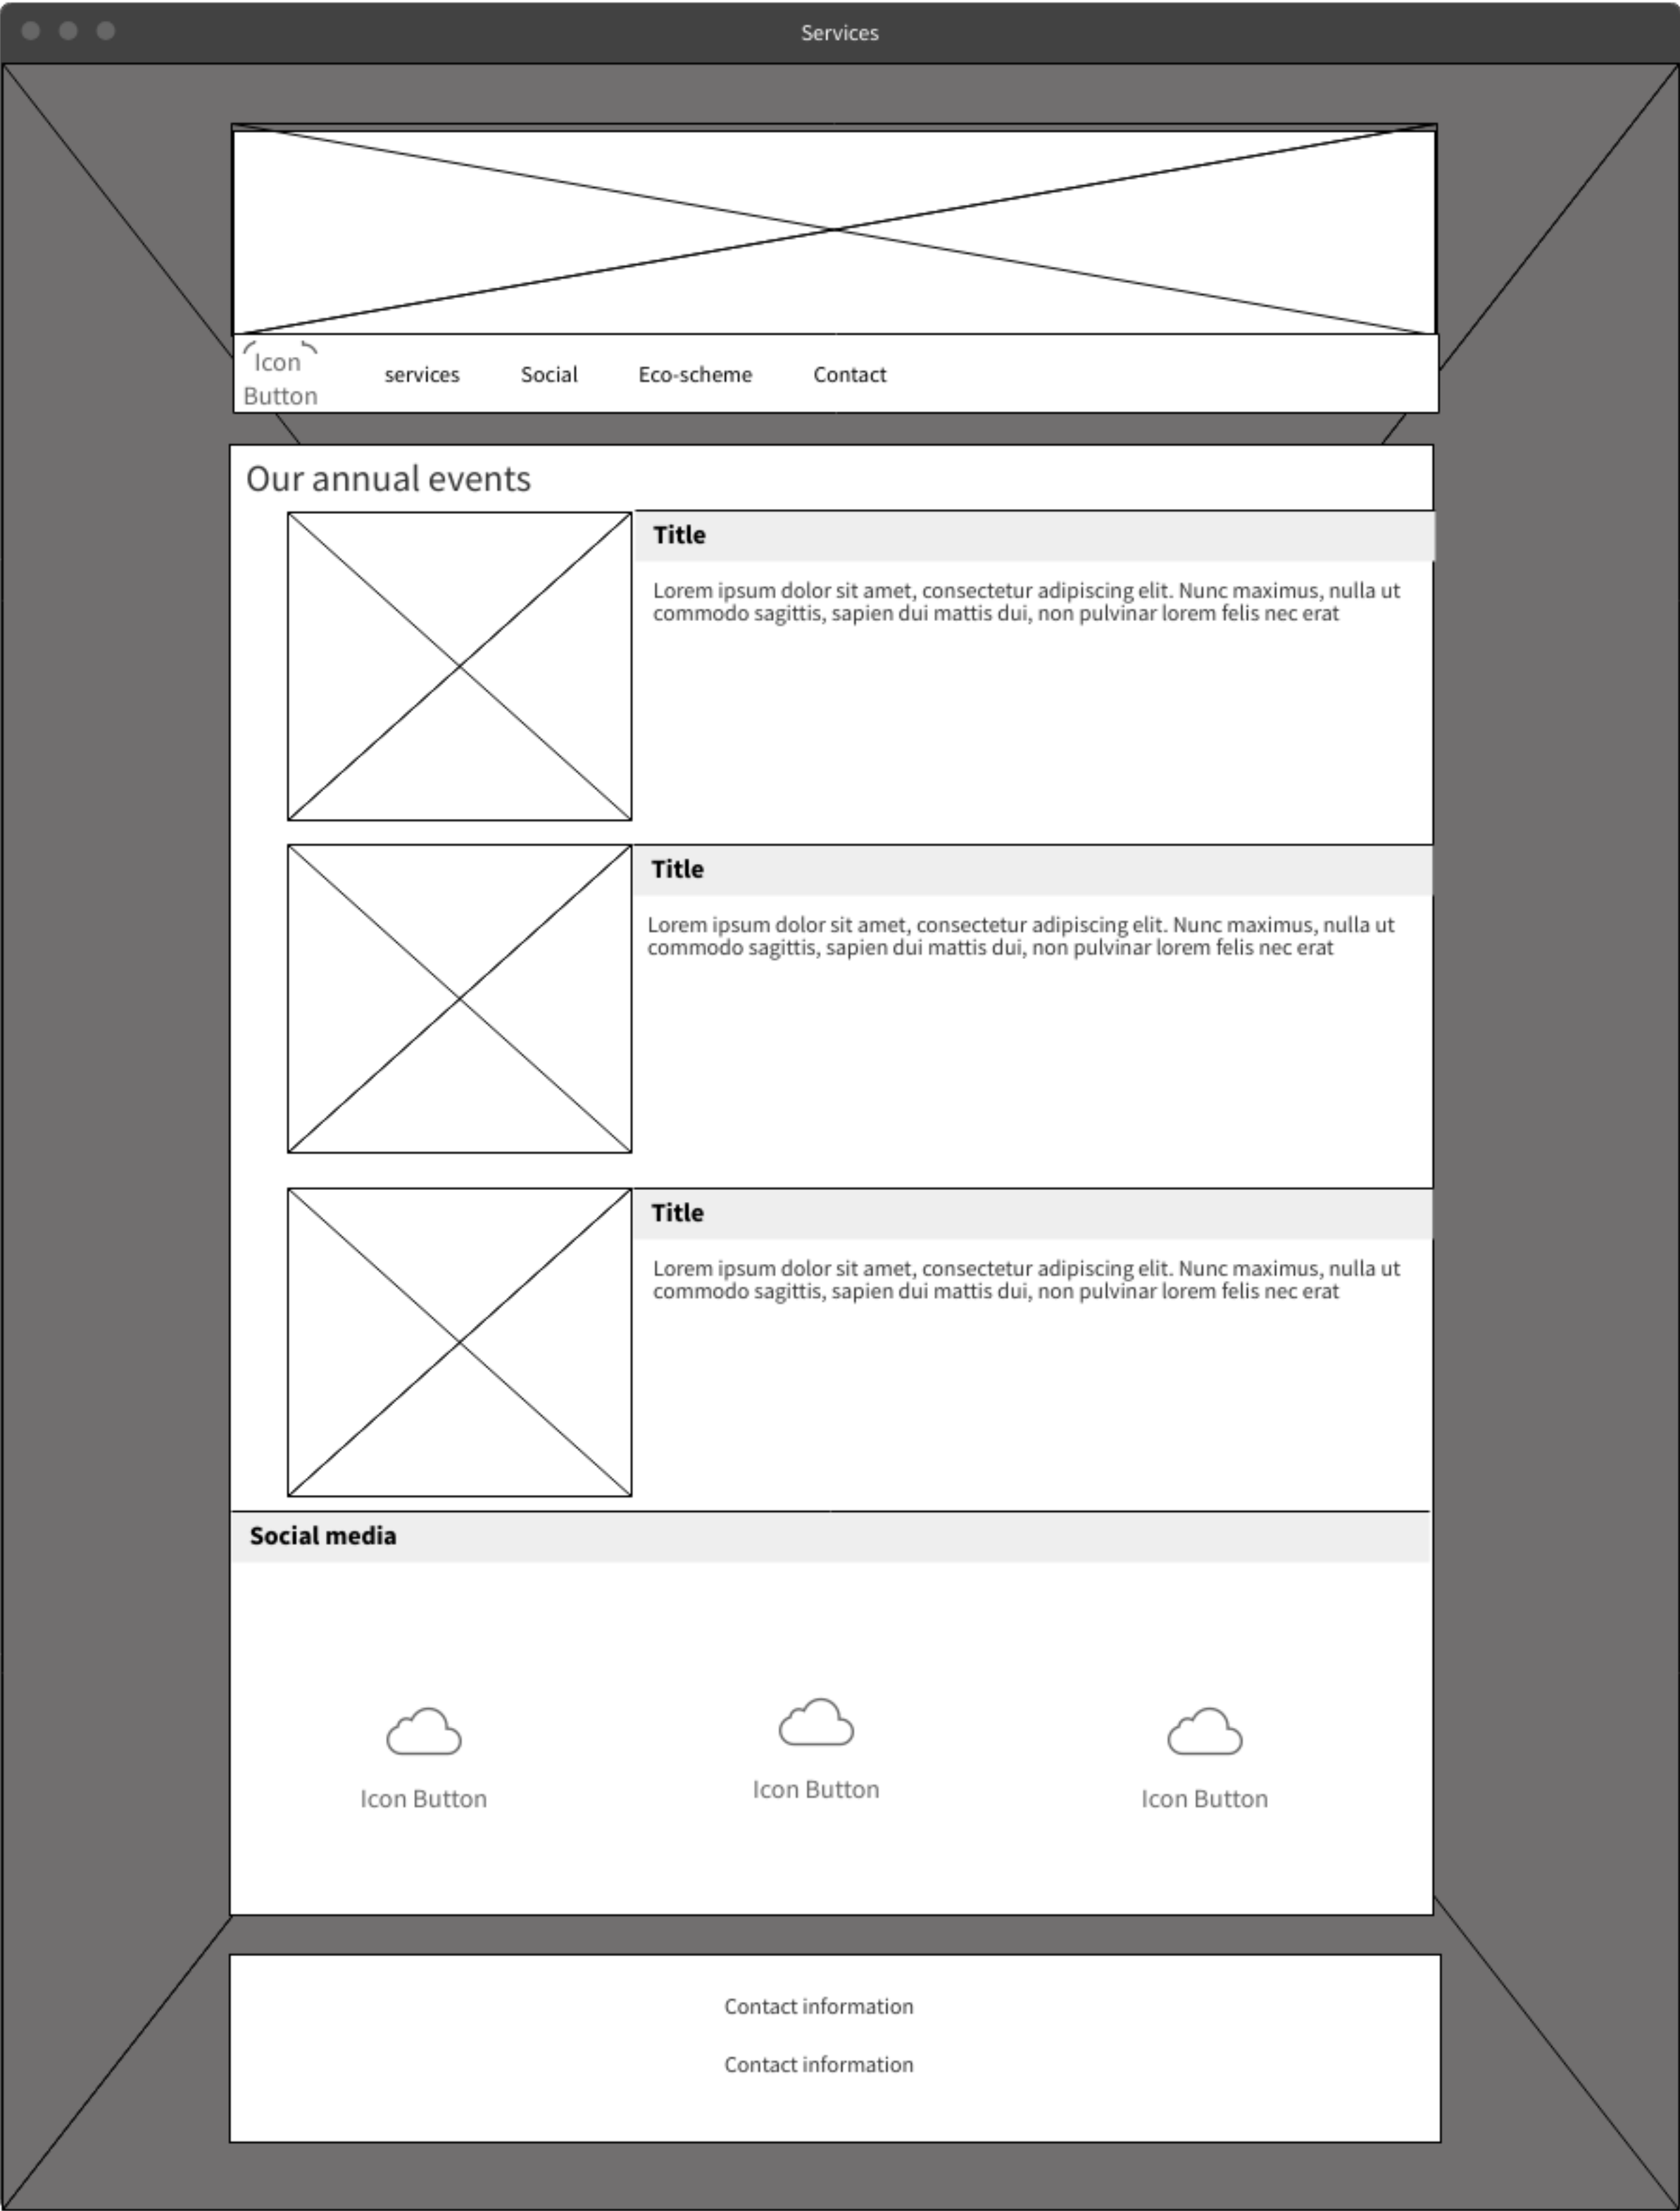 Services
Icon
Button
services Social Eco-scheme Contact
Our annual events
Title
Lorem ipsum dolor sit amet, consectetur adipiscing elit. Nunc maximus, nulla ut
commodo sagittis, sapien dui mattis dui, non pulvinar lorem felis nec erat
Title
Lorem ipsum dolor sit amet, consectetur adipiscing elit. Nunc maximus, nulla ut
commodo sagittis, sapien dui mattis dui, non pulvinar lorem felis nec erat
Title
Lorem ipsum dolor sit amet, consectetur adipiscing elit. Nunc maximus, nulla ut
commodo sagittis, sapien dui mattis dui, non pulvinar lorem felis nec erat
Social media
Icon Button Icon Button Icon Button
Contact information
Contact information